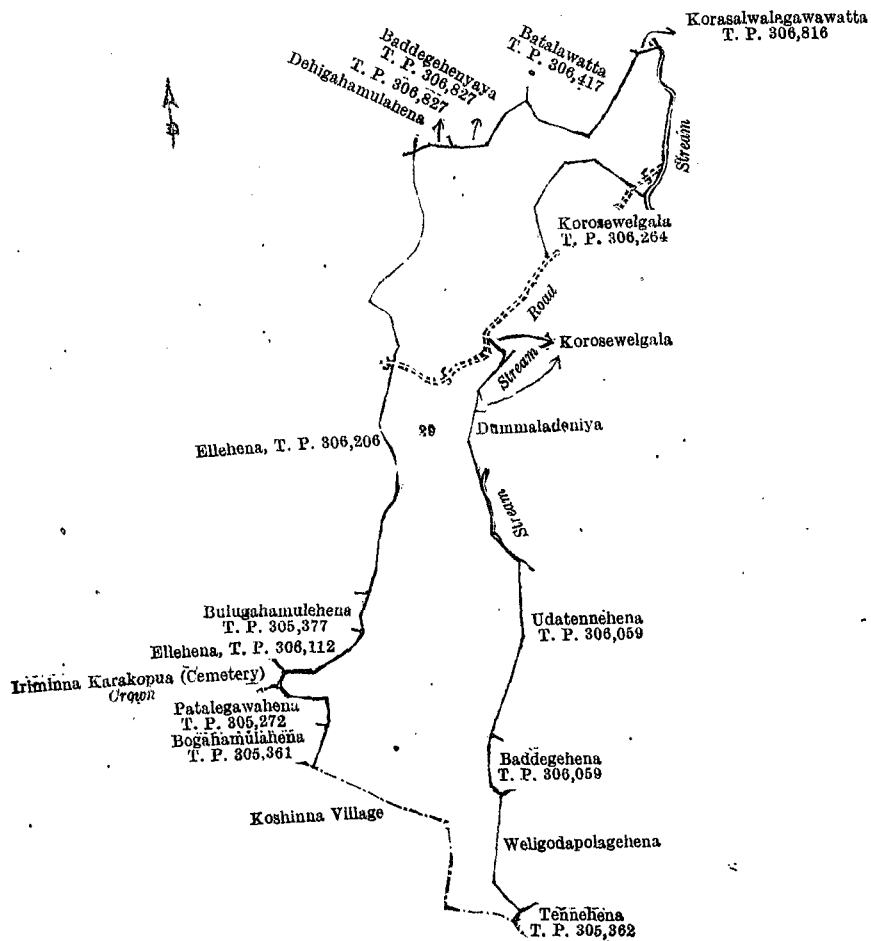 Korasalwalagawawatta
T. P. 306,816
Batalawatta
T. P. 306,417
Baddegehenyaya
T. P. 306,827
T. P. 306,827
Dehigahamulahena
Stream
Korosewelgala
T. P. 306,264
Road
Korosewelgala
Stream
Dummaladeniya
29
Ellehena, T. P. 306,206
Stream
Bulugahamulehena
T. P. 305,377
Udatennehena
T. P. 306,059
Ellehena, T. P. 306,112
Iriminna Karakopua (Cemetery)
Crown
Patalegawahena
T. P. 305,272
Bogahamulahena
T. P. 305,361
Baddegehena
T. P. 306,059
Koshinna Village
Weligodapolagehena
Tennehena
T. P. 305,362